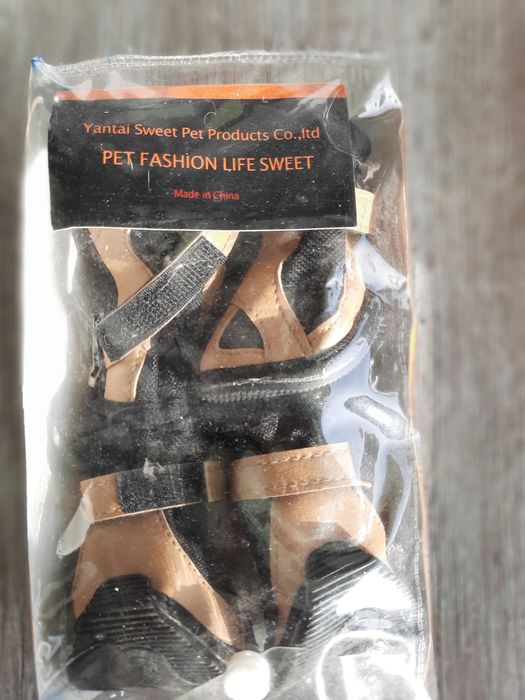 Yantai Sweet Pet Products Co.,ltd
PET FASHION LIFE SWEET
Made in China